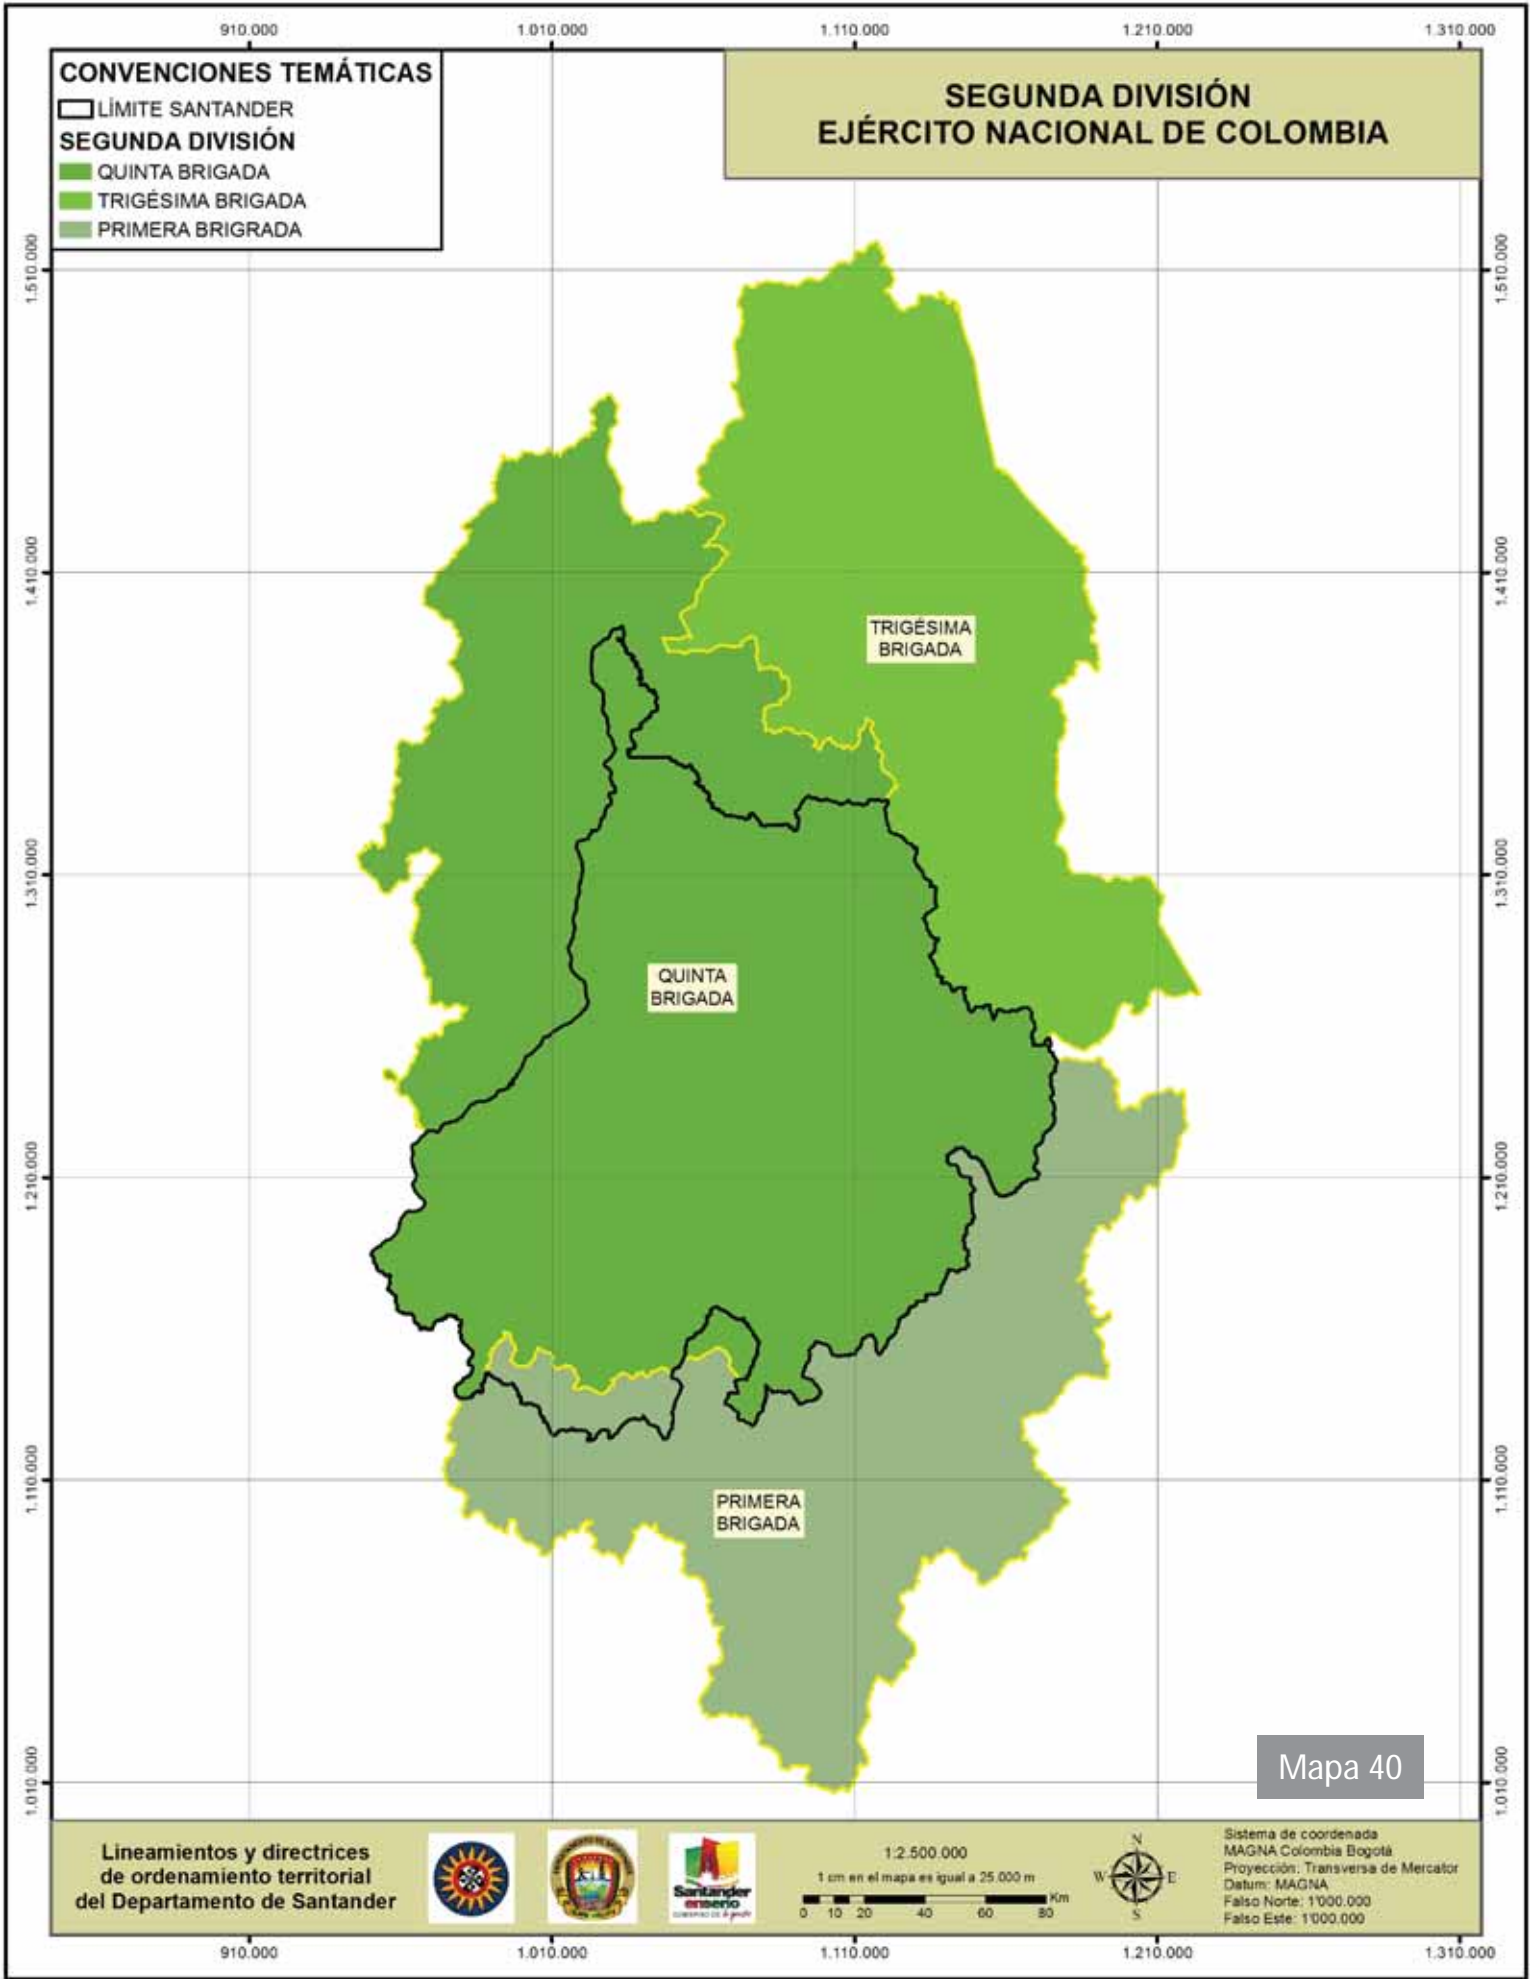 910.000
1.010.000
1.110.000
1.210.000
1.310.000
CONVENCIONES TEMÁTICAS
LÍMITE SANTANDER
SEGUNDA DIVISIÓN
QUINTA BRIGADA
TRIGÉSIMA BRIGADA
PRIMERA BRIGRADA
SEGUNDA DIVISIÓN
EJÉRCITO NACIONAL DE COLOMBIA
1.510.000
1.510.000
1.410.000
1.410.000
TRIGÉSIMA
BRIGADA
1.310.000
1.310.000
QUINTA
BRIGADA
1.210.000
1.210.000
1.110.000
1.110.000
PRIMERA
BRIGADA
1.010.000
1.010.000
Mapa 40
Lineamientos y directrices
de ordenamiento territorial
del Departamento de Santander
Santander
en serio
GOBIERNO DE la gente
1:2.500.000
1 cm en el mapa es igual a 25.000 m
Km
0 10 20 40 60 80
N
W E
S
Sistema de coordenada
MAGNA Colombia Bogotá
Proyección: Transversa de Mercator
Datum: MAGNA
Falso Norte: 1'000.000
Falso Este: 1'000.000
910.000
1.010.000
1.110.000
1.210.000
1.310.000